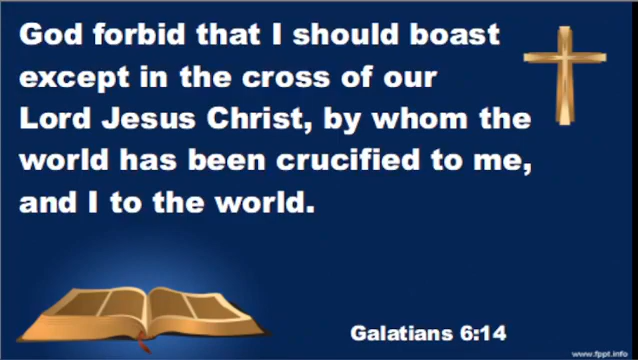 God forbid that I should boast
except in the cross of our
Lord Jesus Christ, by whom the
world has been crucified to me,
and I to the world.
Galatians 6:14
www.fppt.info